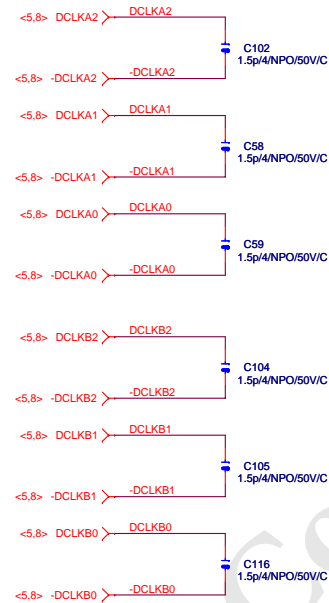 <5,8> DCLKA2 DCLKA2
C102
1.5p/4/NPO/50V/C
<5,8> -DCLKA2 -DCLKA2
<5,8> DCLKA1 DCLKA1
C58
1.5p/4/NPO/50V/C
<5,8> -DCLKA1 -DCLKA1
<5,8> DCLKA0 DCLKA0
C59
1.5p/4/NPO/50V/C
<5,8> -DCLKA0 -DCLKA0
<5,8> DCLKB2 DCLKB2
C104
1.5p/4/NPO/50V/C
<5,8> -DCLKB2 -DCLKB2
<5,8> DCLKB1 DCLKB1
C105
1.5p/4/NPO/50V/C
<5,8> -DCLKB1 -DCLKB1
<5,8> DCLKB0 DCLKB0
C116
1.5p/4/NPO/50V/C
<5,8> -DCLKB0 -DCLKB0